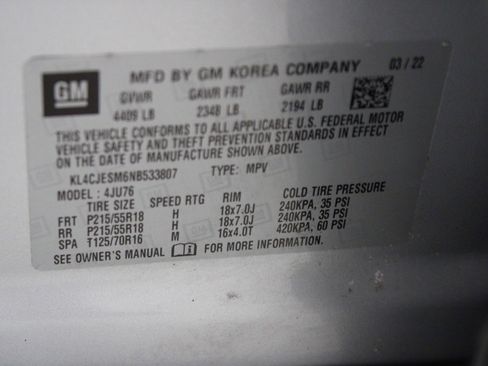 GM MFD BY GM KOREA COMPANY 03/22
GVWR GAWR FRT GAWR RR
4409 LB 2348 LB 2194 LB
THIS VEHICLE CONFORMS TO ALL APPLICABLE U.S. FEDERAL MOTOR
VEHICLE SAFETY AND THEFT PREVENTION STANDARDS IN EFFECT
ON THE DATE OF MANUFACTURE SHOWN ABOVE.
KL4CJESM6NB533807 TYPE: MPV
MODEL: 4JU76
TIRE SIZE SPEED RTG RIM COLD TIRE PRESSURE
FRT P215/55R18 H 18x7.0J 240KPA, 35 PSI
RR P215/55R18 H 18x7.0J 240KPA, 35 PSI
SPA T125/70R16 M 16x4.0T 420KPA, 60 PSI
SEE OWNER'S MANUAL FOR MORE INFORMATION